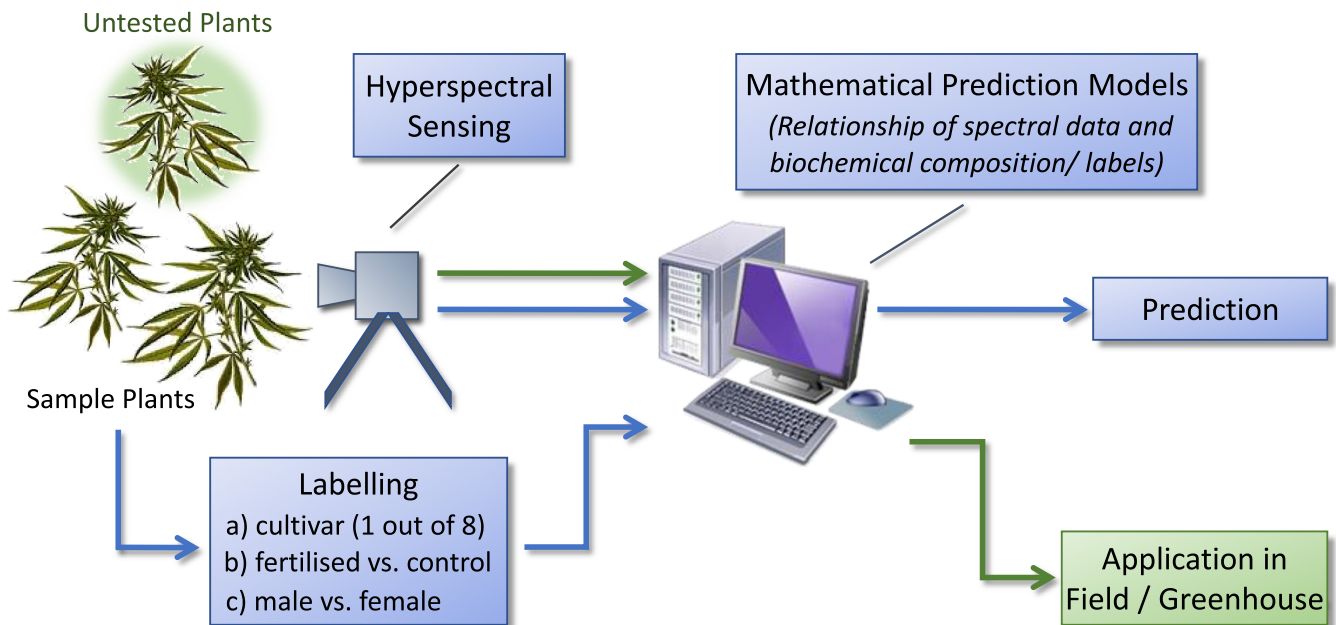 Untested Plants
Hyperspectral
Sensing
Mathematical Prediction Models
(Relationship of spectral data and
biochemical composition/ labels)
Prediction
Sample Plants
Labelling
a) cultivar (1 out of 8)
b) fertilised vs. control
c) male vs. female
Application in
Field / Greenhouse